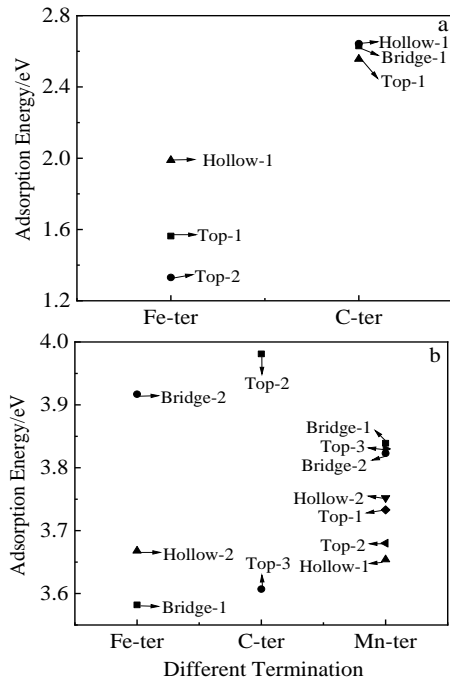 a
Adsorption Energy/eV
2.8
2.4
2.0
1.6
1.2
Hollow-1
Bridge-1
Top-1
Hollow-1
Top-1
Top-2
Fe-ter
C-ter
b
Adsorption Energy/eV
4.0
3.9
3.8
3.7
3.6
Top-2
Bridge-2
Bridge-1
Top-3
Bridge-2
Hollow-2
Top-1
Hollow-2
Top-3
Top-2
Hollow-1
Bridge-1
Fe-ter
C-ter
Mn-ter
Different Termination